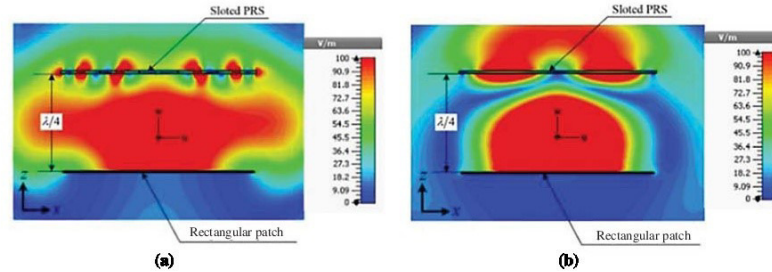 Sloted PRS
V/m
100
90.9
81.8
72.7
63.6
54.5
45.5
36.4
27.3
18.2
9.09
0
λ/4
Z
X
Rectangular patch
(a)
Sloted PRS
V/m
100
90.9
81.8
72.7
63.6
54.5
45.5
36.4
27.3
18.2
9.09
0
λ/4
Z
X
Rectangular patch
(b)